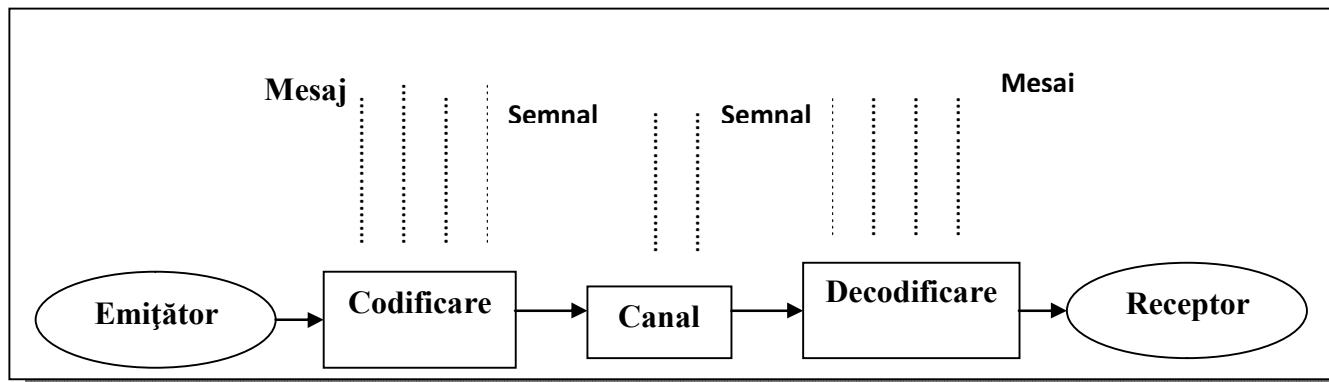 Mesaj
Semnal
Semnal
Mesai
Emiţător
Codificare
Canal
Decodificare
Receptor